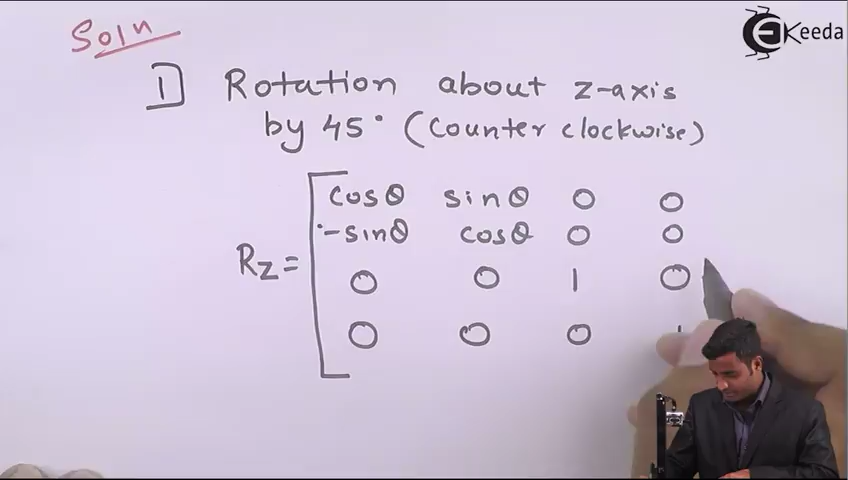 Soln
EKeeda
1) Rotation about z-axis
by 45° (counter clockwise)
Rz =
cosθ sinθ 0 0
-sinθ cosθ 0 0
0 0 1 0
0 0 0 1